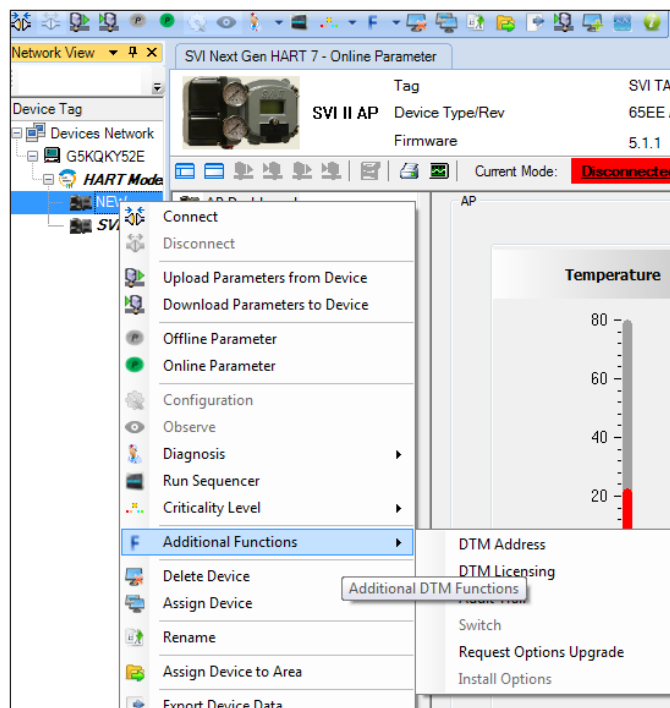 Network View
SVI Next Gen HART 7 - Online Parameter
Device Tag
Devices Network
G5KQKY52E
HART Mode
NEW
SVI
SVI II AP
Tag
SVI TA
Device Type/Rev
65EE
Firmware
5.1.1
Current Mode:
Disconnected
AP
Temperature
80
60
40
20
Connect
Disconnect
Upload Parameters from Device
Download Parameters to Device
Offline Parameter
Online Parameter
Configuration
Observe
Diagnosis
Run Sequencer
Criticality Level
Additional Functions
Delete Device
Assign Device
Rename
Assign Device to Area
Export Device Data
DTM Address
DTM Licensing
Additional DTM Functions
Audit Trail
Switch
Request Options Upgrade
Install Options